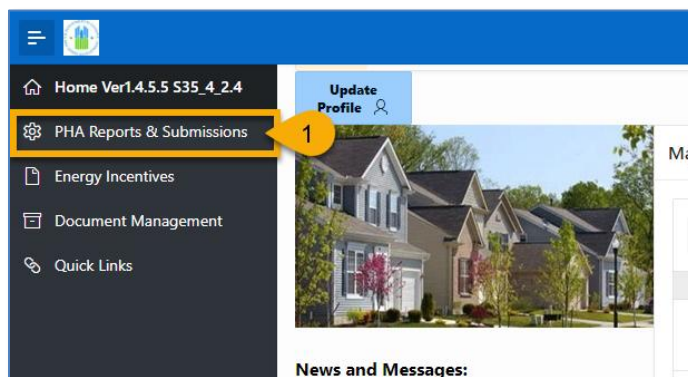 Home Ver1.4.5.5 S35_4_2.4
PHA Reports & Submissions
1
Energy Incentives
Document Management
Quick Links
Update
Profile
Ma
News and Messages: